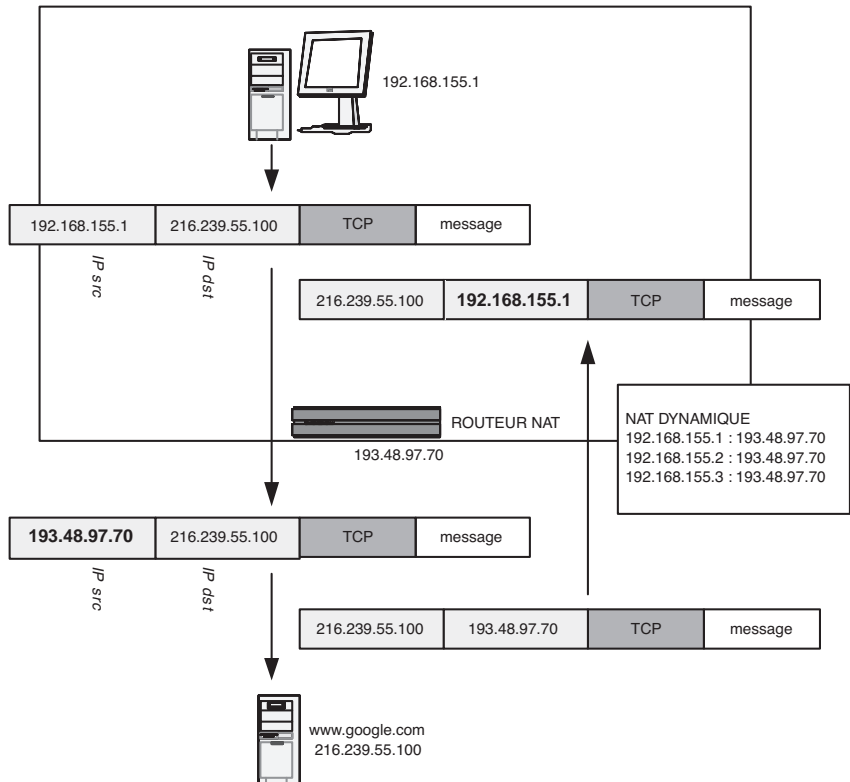 192.168.155.1
192.168.155.1 216.239.55.100 TCP message
IP src IP dst
216.239.55.100 192.168.155.1 TCP message
ROUTEUR NAT
193.48.97.70
NAT DYNAMIQUE
192.168.155.1 : 193.48.97.70
192.168.155.2 : 193.48.97.70
192.168.155.3 : 193.48.97.70
193.48.97.70 216.239.55.100 TCP message
IP src IP dst
216.239.55.100 193.48.97.70 TCP message
www.google.com
216.239.55.100